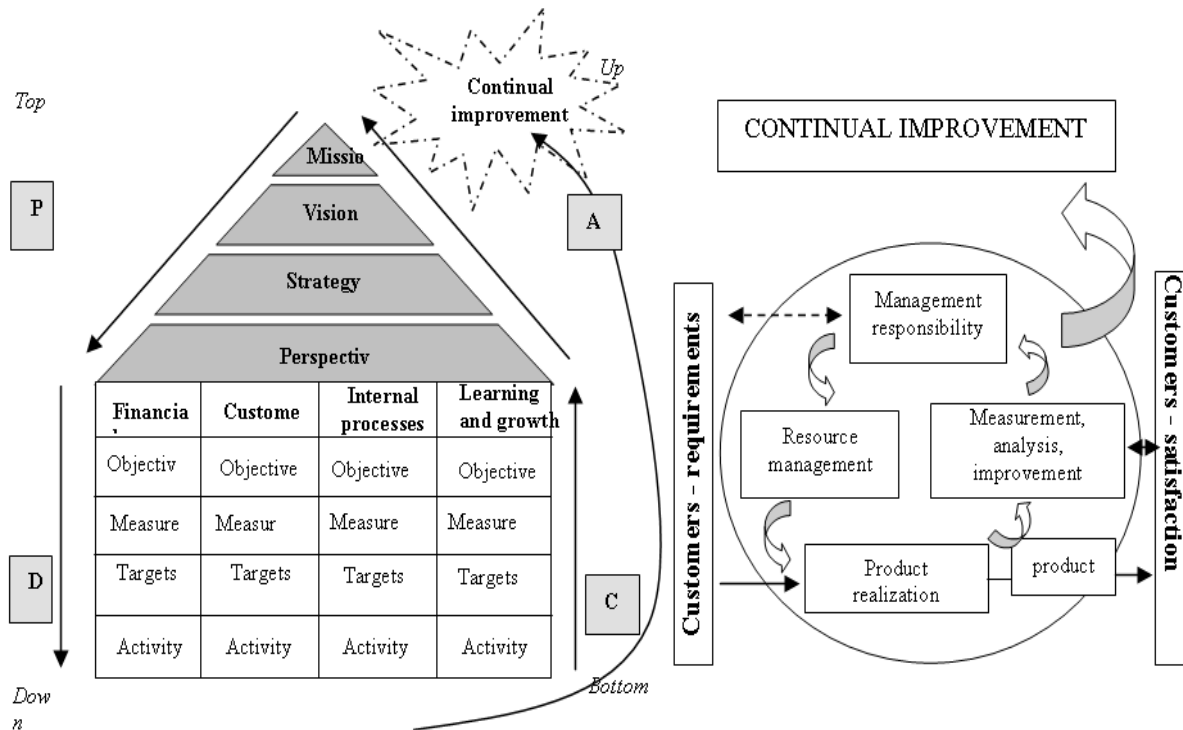 Top
P
Continual
improvement
Up
A
Missio
Vision
Strategy
Perspectiv
Financia
Custome
Internal
processes
Learning
and growth
Objectiv
Objective
Objective
Objective
Measure
Measur
Measure
Measure
Targets
Targets
Targets
Targets
Activity
Activity
Activity
Activity
D
C
Dow
n
Bottom
CONTINUAL IMPROVEMENT
Customers - requirements
Management
responsibility
Resource
management
Measurement,
analysis,
improvement
Product
realization
product
Customers - satisfaction